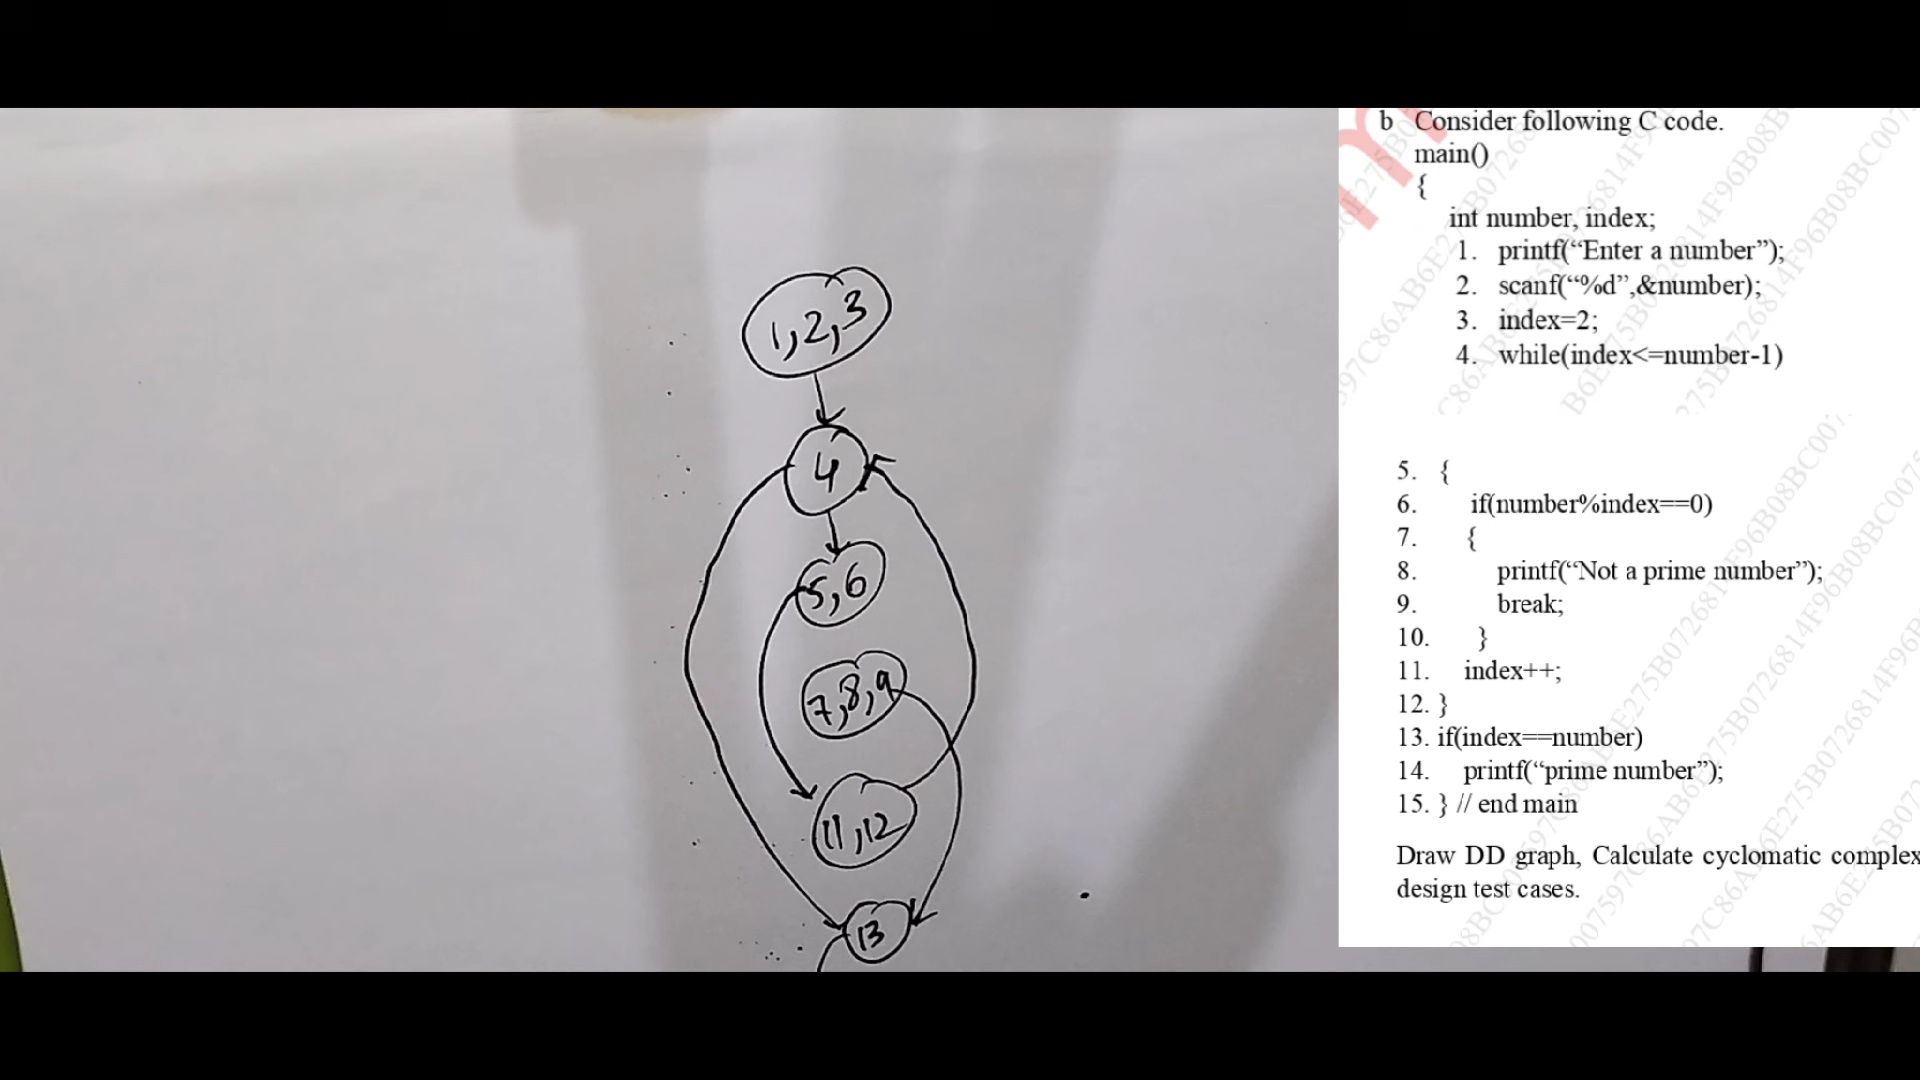 1,2,3
4
5,6
7,8,9
11,12
13
b Consider following C code.
main()
{
int number, index;
1. printf(“Enter a number”);
2. scanf(“%d”,&number);
3. index=2;
4. while(index<=number-1)
5. {
6. if(number%index==0)
7. {
8. printf(“Not a prime number”);
9. break;
10. }
11. index++;
12. }
13. if(index==number)
14. printf(“prime number”);
15. } // end main
Draw DD graph, Calculate cyclomatic complex
design test cases.